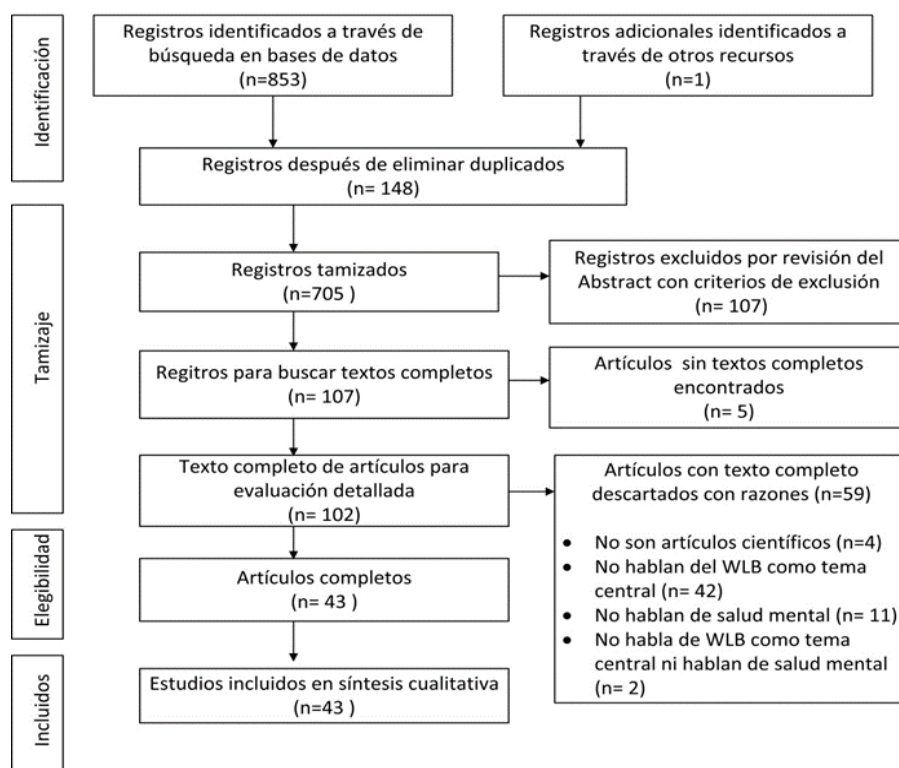 Identificación
Registros identificados a través de
búsqueda en bases de datos
(n=853)
Registros adicionales identificados a
través de otros recursos
(n=1)
Registros después de eliminar duplicados
(n= 148)
Tamizaje
Registros tamizados
(n=705 )
Registros excluidos por revisión del
Abstract con criterios de exclusión
(n= 107)
Regitros para buscar textos completos
(n= 107)
Artículos sin textos completos
encontrados
(n= 5)
Texto completo de artículos para
evaluación detallada
(n= 102)
Artículos con texto completo
descartados con razones (n=59)
• No son artículos científicos (n=4)
• No hablan del WLB como tema
central (n= 42)
• No hablan de salud mental (n= 11)
• No habla de WLB como tema
central ni hablan de salud mental
(n= 2)
Elegibilidad
Artículos completos
(n= 43 )
Incluidos
Estudios incluidos en síntesis cualitativa
(n=43 )